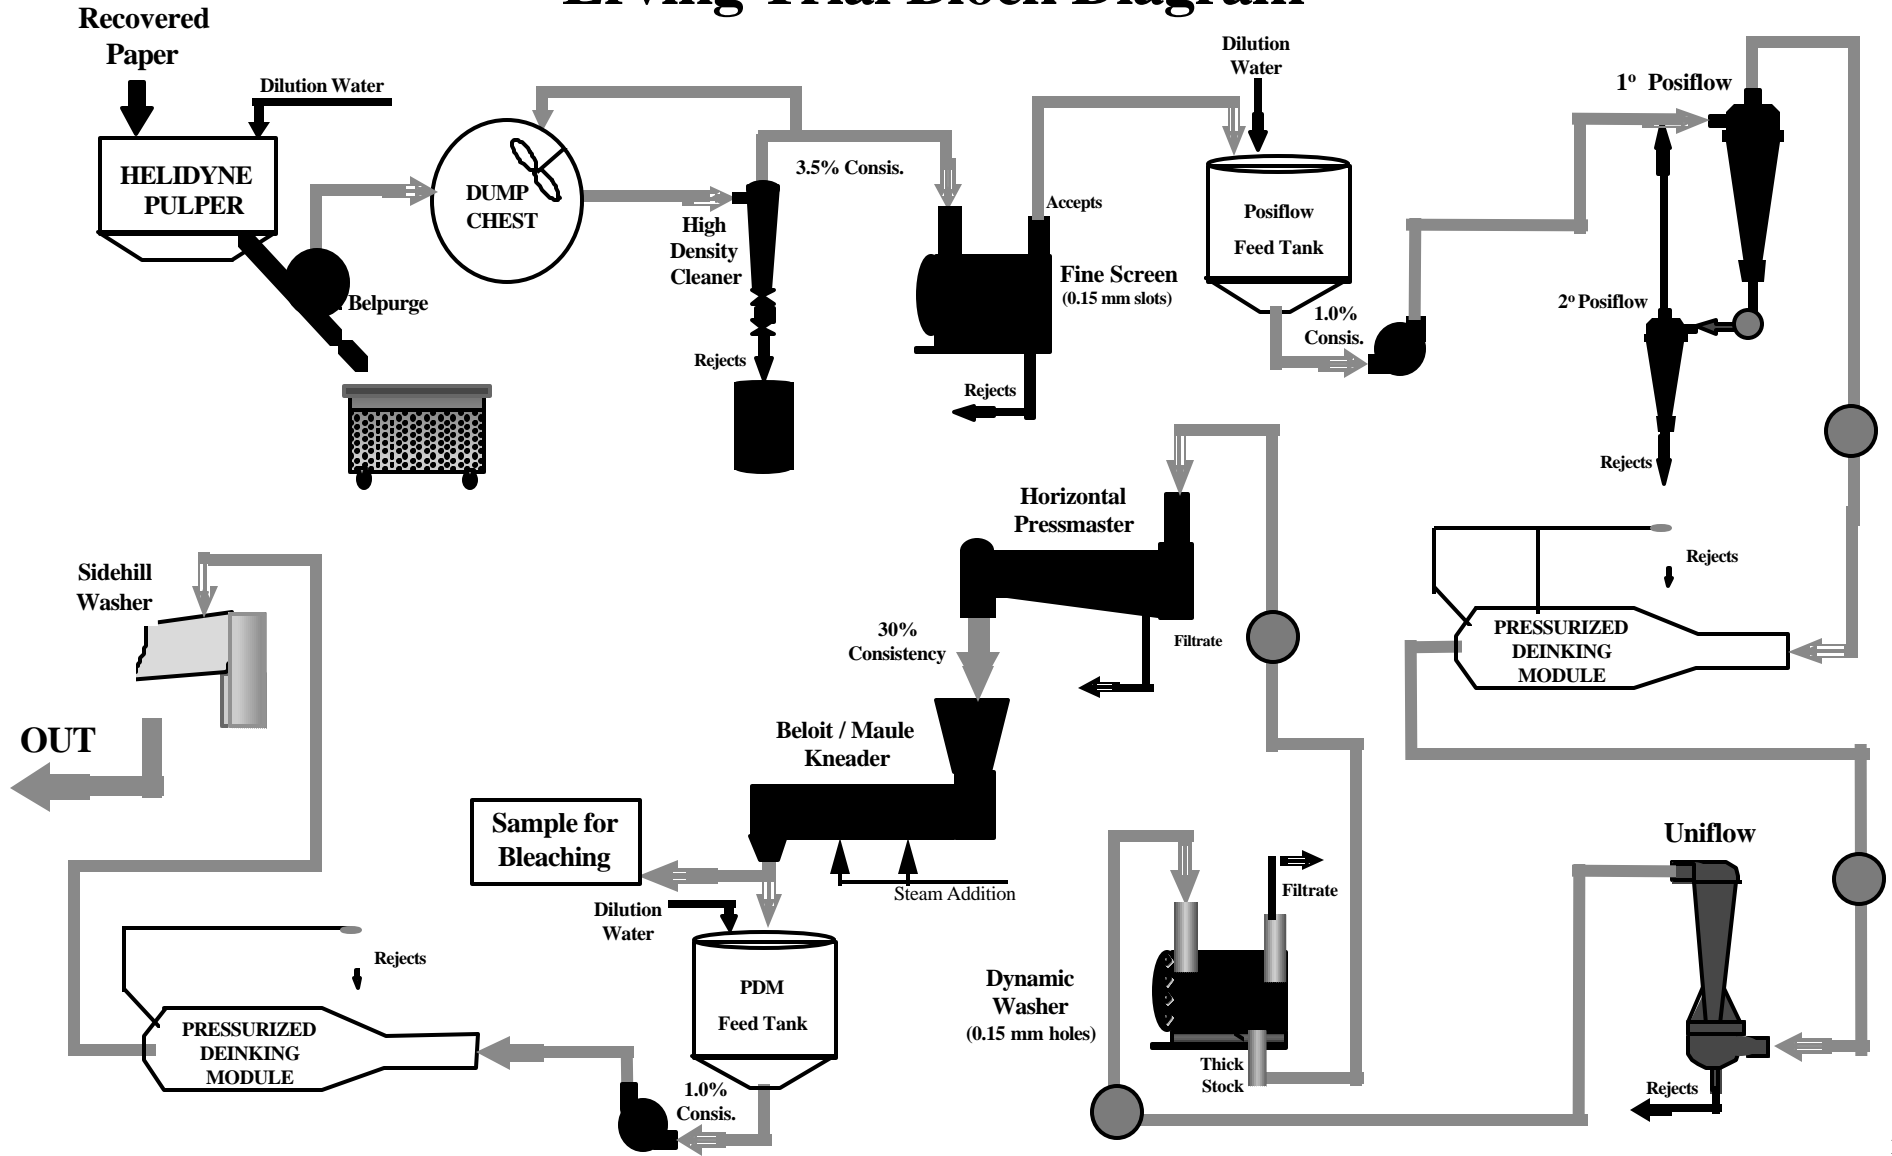 Erving Trial Block Diagram
Recovered
Paper
Dilution Water
HELIDYNE
PULPER
Belpurge
DUMP
CHEST
High
Density
Cleaner
Rejects
3.5% Consis.
Accepts
Fine Screen
(0.15 mm slots)
Rejects
Dilution
Water
Posiflow
Feed Tank
1.0%
Consis.
1º Posiflow
2º Posiflow
Rejects
Rejects
PRESSURIZED
DEINKING
MODULE
Uniflow
Rejects
Dynamic
Washer
(0.15 mm holes)
Filtrate
Thick
Stock
Horizontal
Pressmaster
Filtrate
30%
Consistency
Beloit / Maule
Kneader
Steam Addition
Sample for
Bleaching
Dilution
Water
PDM
Feed Tank
1.0%
Consis.
Rejects
PRESSURIZED
DEINKING
MODULE
Sidehill
Washer
OUT